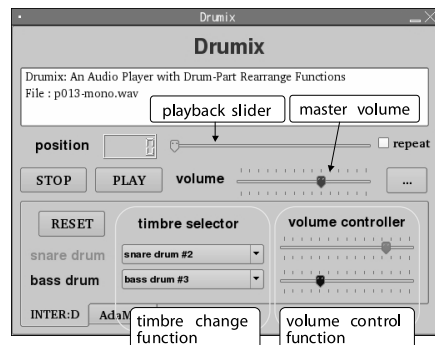 Drumix
Drumix
Drumix: An Audio Player with Drum-Part Rearrange Functions
File : p013-mono.wav
playback slider
master volume
position
repeat
STOP
PLAY
volume
...
RESET
timbre selector
volume controller
snare drum
snare drum #2
bass drum
bass drum #3
INTER:D
timbre change
function
volume control
function